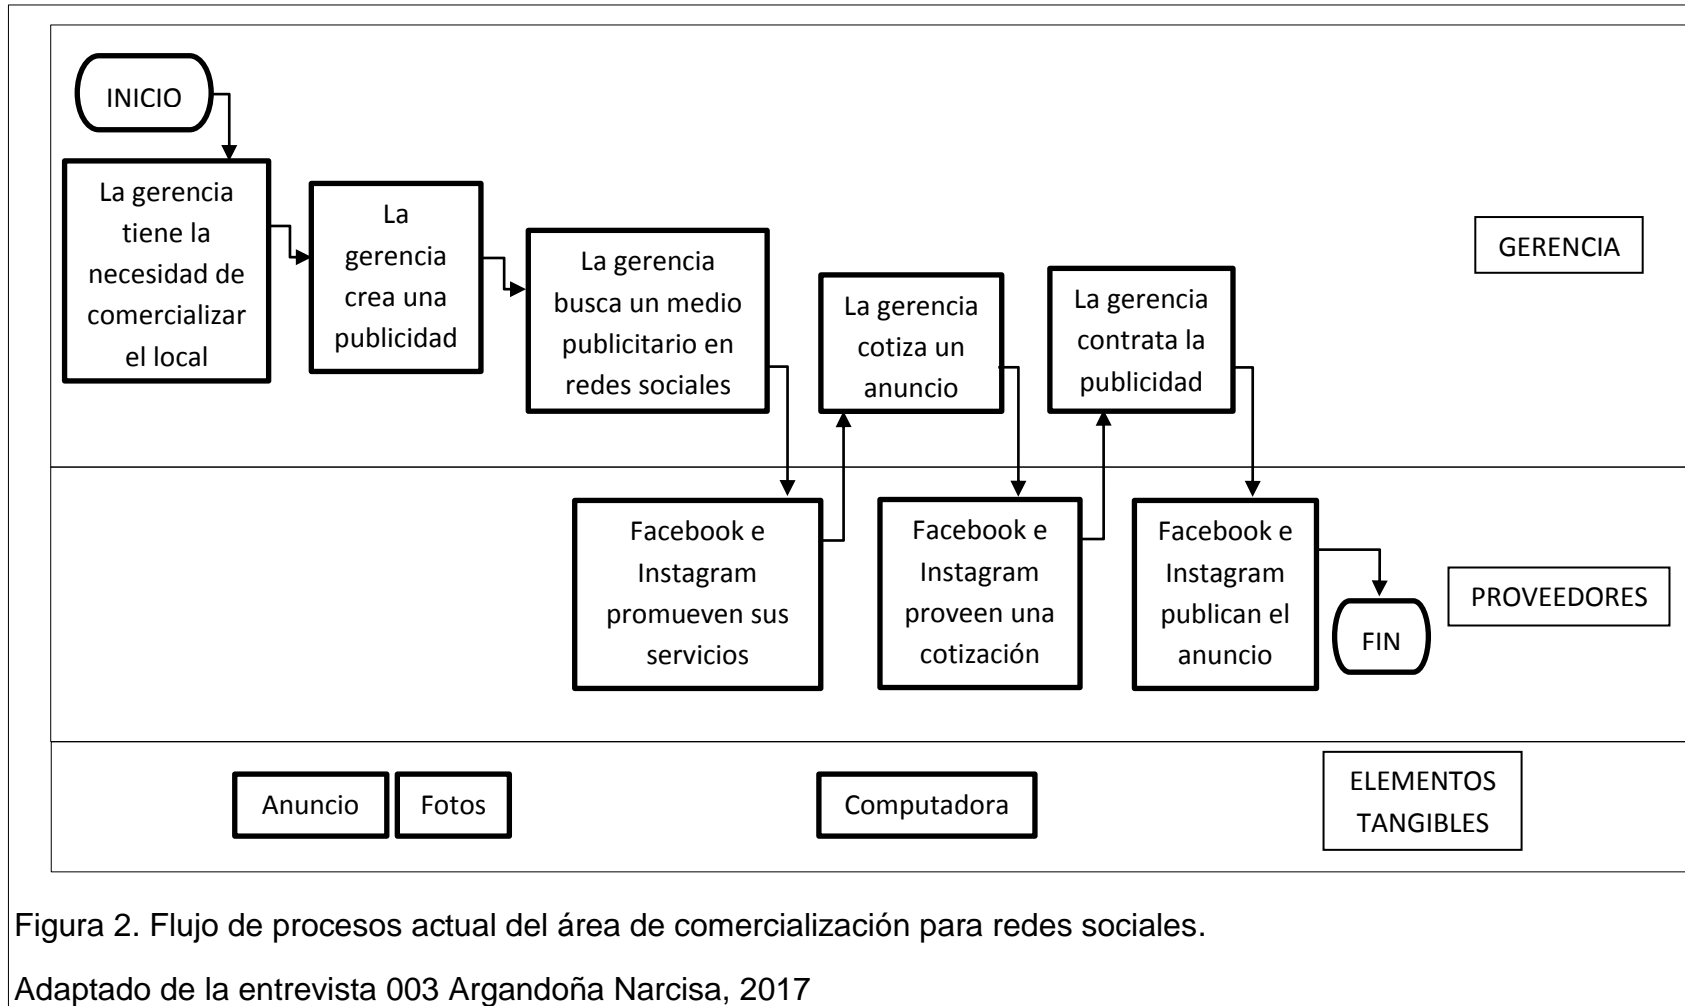 INICIO
La gerencia
tiene la
necesidad de
comercializar
el local
La
gerencia
crea una
publicidad
La gerencia
busca un medio
publicitario en
redes sociales
La gerencia
cotiza un
anuncio
La gerencia
contrata la
publicidad
GERENCIA
Facebook e
Instagram
promueven sus
servicios
Facebook e
Instagram
proveen una
cotización
Facebook e
Instagram
publican el
anuncio
FIN
PROVEEDORES
Anuncio
Fotos
Computadora
ELEMENTOS
TANGIBLES
Figura 2. Flujo de procesos actual del área de comercialización para redes sociales.
Adaptado de la entrevista 003 Argandoña Narcisa, 2017